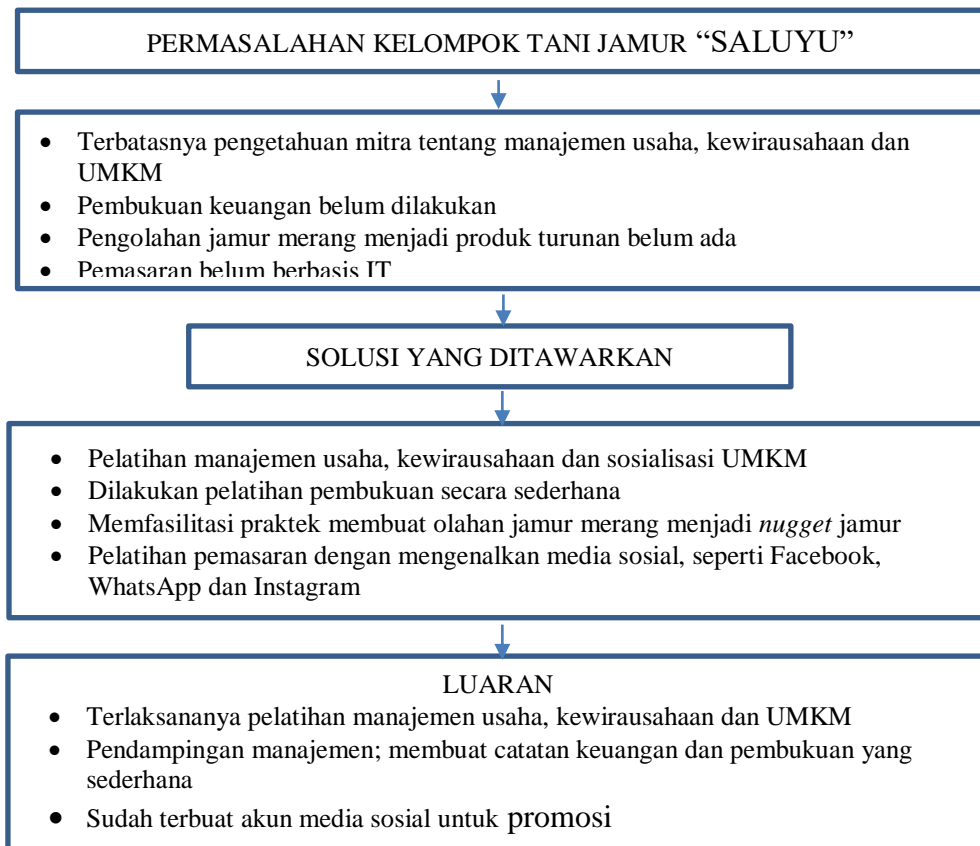 PERMASALAHAN KELOMPOK TANI JAMUR “SALUYU”
• Terbatasnya pengetahuan mitra tentang manajemen usaha, kewirausahaan dan
UMKM
• Pembukuan keuangan belum dilakukan
• Pengolahan jamur merang menjadi produk turunan belum ada
• Pemasaran belum berbasis IT
SOLUSI YANG DITAWARKAN
• Pelatihan manajemen usaha, kewirausahaan dan sosialisasi UMKM
• Dilakukan pelatihan pembukuan secara sederhana
• Memfasilitasi praktek membuat olahan jamur merang menjadi nugget jamur
• Pelatihan pemasaran dengan mengenalkan media sosial, seperti Facebook,
WhatsApp dan Instagram
LUARAN
• Terlaksananya pelatihan manajemen usaha, kewirausahaan dan UMKM
• Pendampingan manajemen; membuat catatan keuangan dan pembukuan yang
sederhana
• Sudah terbuat akun media sosial untuk promosi